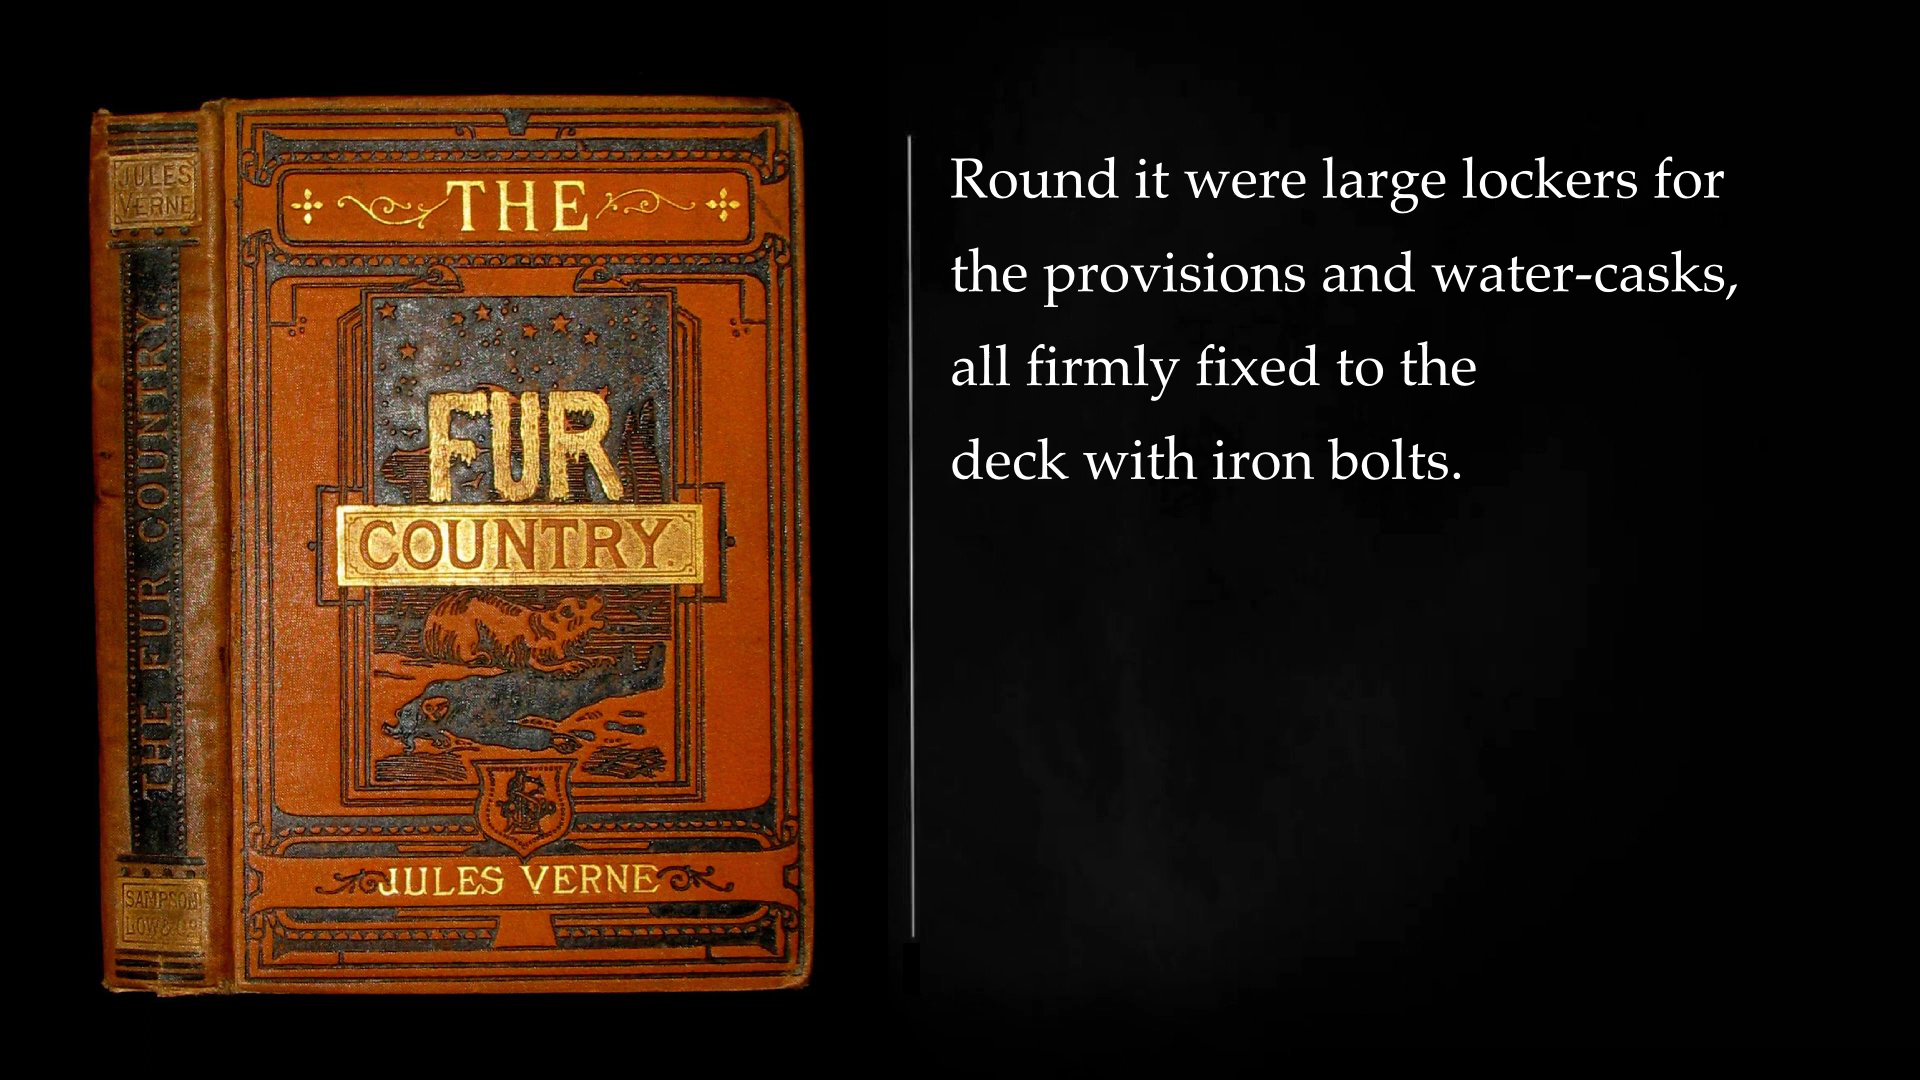 JULES
VERNE
THE FUR COUNTRY.
SAMPSON
LOW & Co
THE
FUR
COUNTRY.
JULES VERNE
Round it were large lockers for
the provisions and water-casks,
all firmly fixed to the
deck with iron bolts.